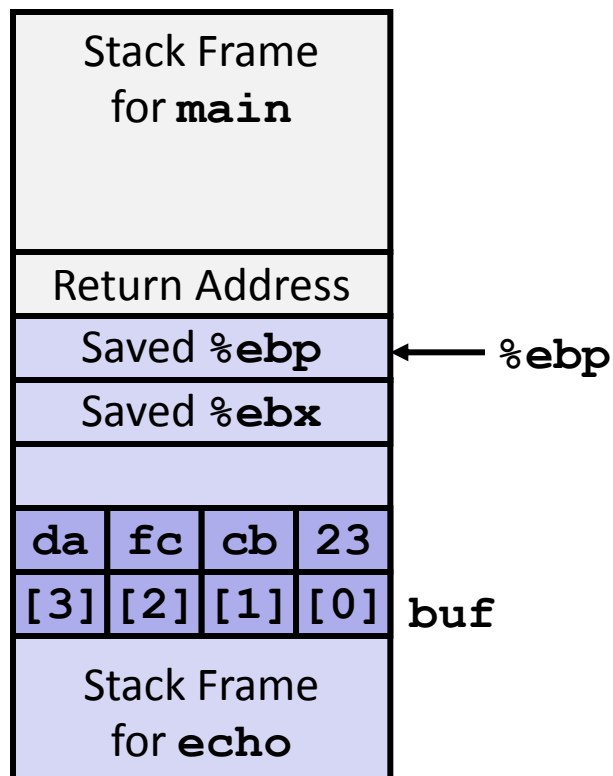 Stack Frame
for main
Return Address
Saved %ebp
%ebp
Saved %ebx
da fc cb 23
[3] [2] [1] [0]
buf
Stack Frame
for echo